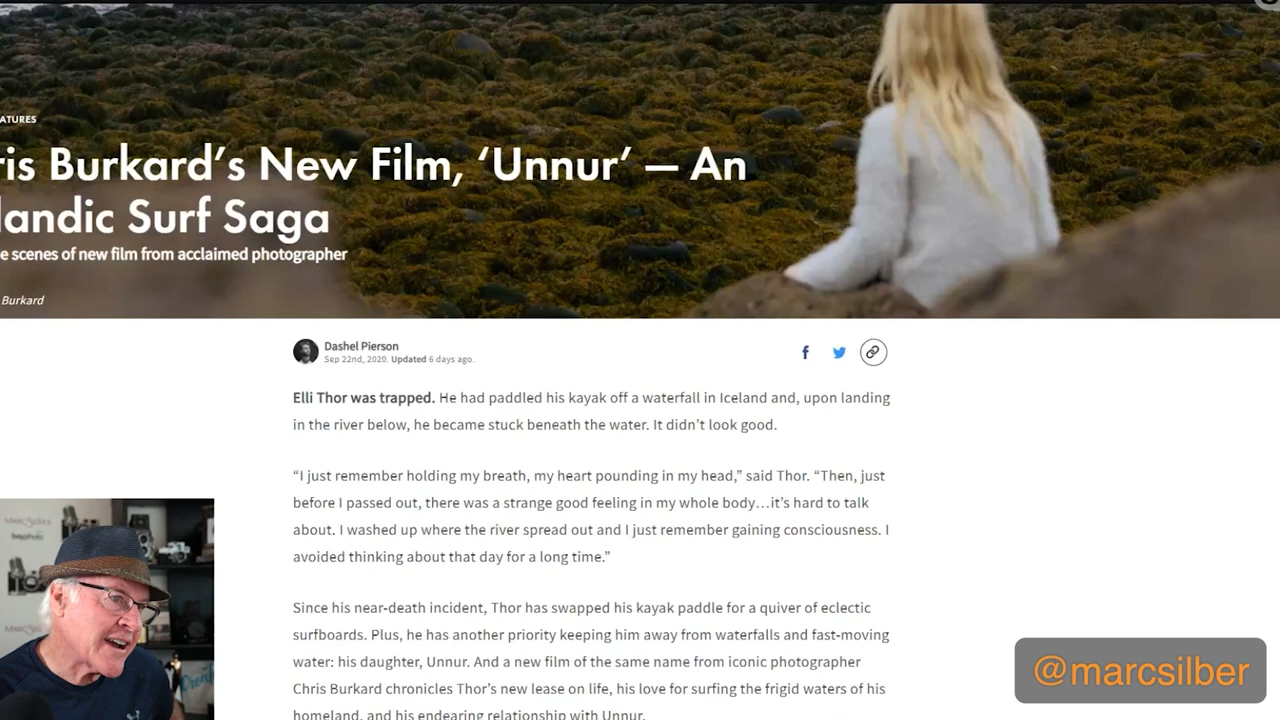 ATURES
ris Burkard’s New Film, ‘Unnur’ — An
landic Surf Saga
e scenes of new film from acclaimed photographer
Burkard
Dashel Pierson
Sep 22nd, 2020. Updated 6 days ago.
Elli Thor was trapped. He had paddled his kayak off a waterfall in Iceland and, upon landing
in the river below, he became stuck beneath the water. It didn’t look good.
“I just remember holding my breath, my heart pounding in my head,” said Thor. “Then, just
before I passed out, there was a strange good feeling in my whole body…it’s hard to talk
about. I washed up where the river spread out and I just remember gaining consciousness. I
avoided thinking about that day for a long time.”
Since his near-death incident, Thor has swapped his kayak paddle for a quiver of eclectic
surfboards. Plus, he has another priority keeping him away from waterfalls and fast-moving
water: his daughter, Unnur. And a new film of the same name from iconic photographer
Chris Burkard chronicles Thor’s new lease on life, his love for surfing the frigid waters of his
homeland, and his endearing relationship with Unnur.
@marcsilber